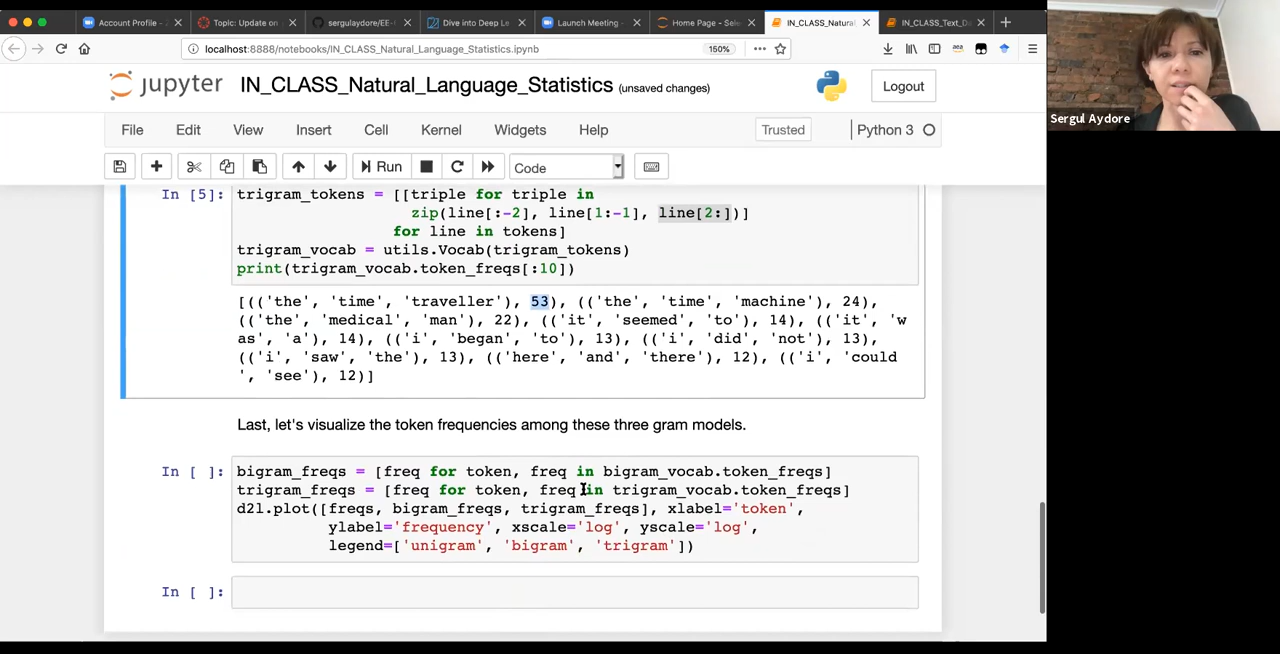 Account Profile -
Topic: Update on
sergulaydore/EE-
Dive into Deep Le
Launch Meeting -
Home Page - Sele
IN_CLASS_Natural_
IN_CLASS_Text_D
localhost:8888/notebooks/IN_CLASS_Natural_Language_Statistics.ipynb
150%
jupyter IN_CLASS_Natural_Language_Statistics (unsaved changes)
Logout
File Edit View Insert Cell Kernel Widgets Help Trusted Python 3
Run Code
Sergul Aydore
In [5]: trigram_tokens = [[triple for triple in
zip(line[:-2], line[1:-1], line[2:])]
for line in tokens]
trigram_vocab = utils.Vocab(trigram_tokens)
print(trigram_vocab.token_freqs[:10])
[(('the', 'time', 'traveller'), 53), (('the', 'time', 'machine'), 24),
(('the', 'medical', 'man'), 22), (('it', 'seemed', 'to'), 14), (('it', 'w
as', 'a'), 14), (('i', 'began', 'to'), 13), (('i', 'did', 'not'), 13),
(('i', 'saw', 'the'), 13), (('here', 'and', 'there'), 12), (('i', 'could
', 'see'), 12)]
Last, let's visualize the token frequencies among these three gram models.
In [ ]: bigram_freqs = [freq for token, freq in bigram_vocab.token_freqs]
trigram_freqs = [freq for token, freq in trigram_vocab.token_freqs]
d2l.plot([freqs, bigram_freqs, trigram_freqs], xlabel='token',
ylabel='frequency', xscale='log', yscale='log',
legend=['unigram', 'bigram', 'trigram'])
In [ ]: